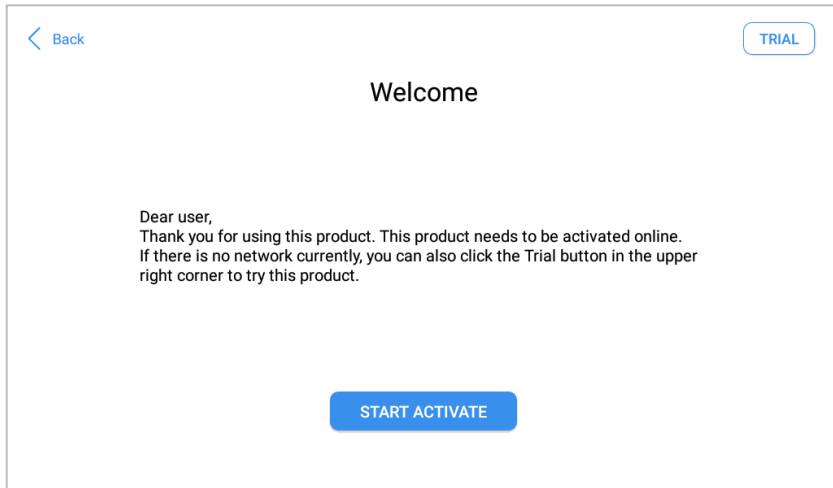 Back
TRIAL
Welcome
Dear user,
Thank you for using this product. This product needs to be activated online.
If there is no network currently, you can also click the Trial button in the upper
right corner to try this product.
START ACTIVATE